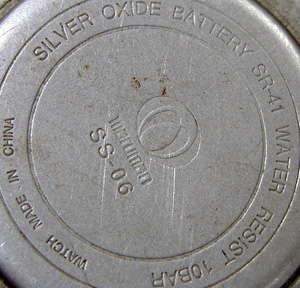 SILVER OXIDE BATTERY SR-41 WATER RESIST 10BAR
WATCH MADE IN CHINA
SS-06